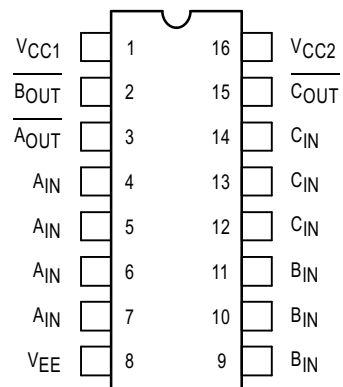 VCC1 1 16 VCC2
BOUT 2 15 COUT
AOUT 3 14 CIN
AIN 4 13 CIN
AIN 5 12 CIN
AIN 6 11 BIN
AIN 7 10 BIN
VEE 8 9 BIN